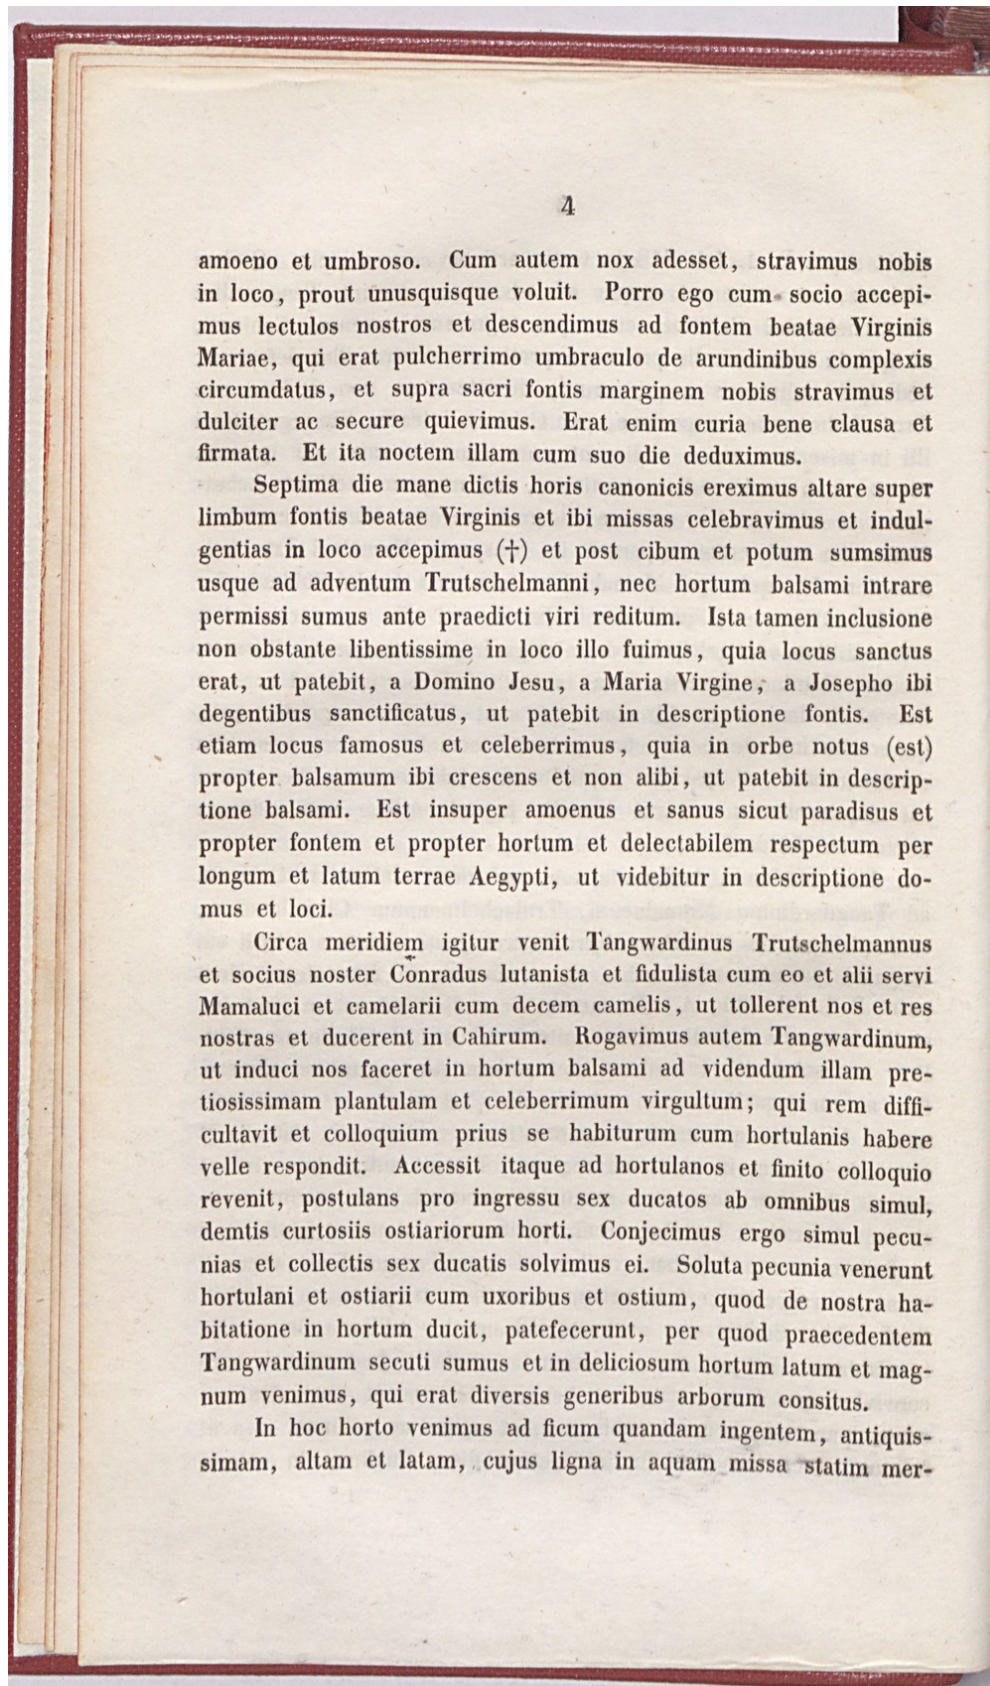 4
amoeno et umbroso. Cum autem nox adesset, stravimus nobis
in loco, prout unusquisque voluit. Porro ego cum socio accepi-
mus lectulos nostros et descendimus ad fontem beatae Virginis
Mariae, qui erat pulcherrimo umbraculo de arundinibus complexis
circumdatus, et supra sacri fontis marginem nobis stravimus et
dulciter ac secure quievimus. Erat enim curia bene clausa et
firmata. Et ita noctem illam cum suo die deduximus.
Septima die mane dictis horis canonicis ereximus altare super
limbum fontis beatae Virginis et ibi missas celebravimus et indul-
gentias in loco accepimus (†) et post cibum et potum sumsimus
usque ad adventum Trutschelmanni, nec hortum balsami intrare
permissi sumus ante praedicti viri reditum. Ista tamen inclusione
non obstante libentissime in loco illo fuimus, quia locus sanctus
erat, ut patebit, a Domino Jesu, a Maria Virgine, a Josepho ibi
degentibus sanctificatus, ut patebit in descriptione fontis. Est
etiam locus famosus et celeberrimus, quia in orbe notus (est)
propter balsamum ibi crescens et non alibi, ut patebit in descrip-
tione balsami. Est insuper amoenus et sanus sicut paradisus et
propter fontem et propter hortum et delectabilem respectum per
longum et latum terrae Aegypti, ut videbitur in descriptione do-
mus et loci.
Circa meridiem igitur venit Tangwardinus Trutschelmannus
et socius noster Conradus lutanista et fidulista cum eo et alii servi
Mamaluci et camelarii cum decem camelis, ut tollerent nos et res
nostras et ducerent in Cahirum. Rogavimus autem Tangwardinum,
ut induci nos faceret in hortum balsami ad videndum illam pre-
tiosissimam plantulam et celeberrimum virgultum; qui rem diffi-
cultavit et colloquium prius se habiturum cum hortulanis habere
velle respondit. Accessit itaque ad hortulanos et finito colloquio
revenit, postulans pro ingressu sex ducatos ab omnibus simul,
demtis curtosiis ostiariorum horti. Conjecimus ergo simul pecu-
nias et collectis sex ducatis solvimus ei. Soluta pecunia venerunt
hortulani et ostiarii cum uxoribus et ostium, quod de nostra ha-
bitatione in hortum ducit, patefecerunt, per quod praecedentem
Tangwardinum secuti sumus et in deliciosum hortum latum et mag-
num venimus, qui erat diversis generibus arborum consitus.
In hoc horto venimus ad ficum quandam ingentem, antiquis-
simam, altam et latam, cujus ligna in aquam missa statim mer-